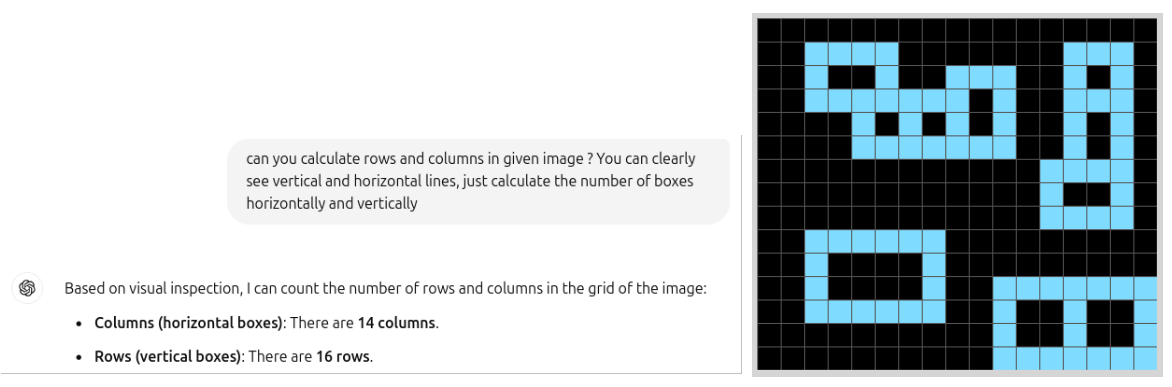 can you calculate rows and columns in given image ? You can clearly
see vertical and horizontal lines, just calculate the number of boxes
horizontally and vertically
Based on visual inspection, I can count the number of rows and columns in the grid of the image:
• Columns (horizontal boxes): There are 14 columns.
• Rows (vertical boxes): There are 16 rows.